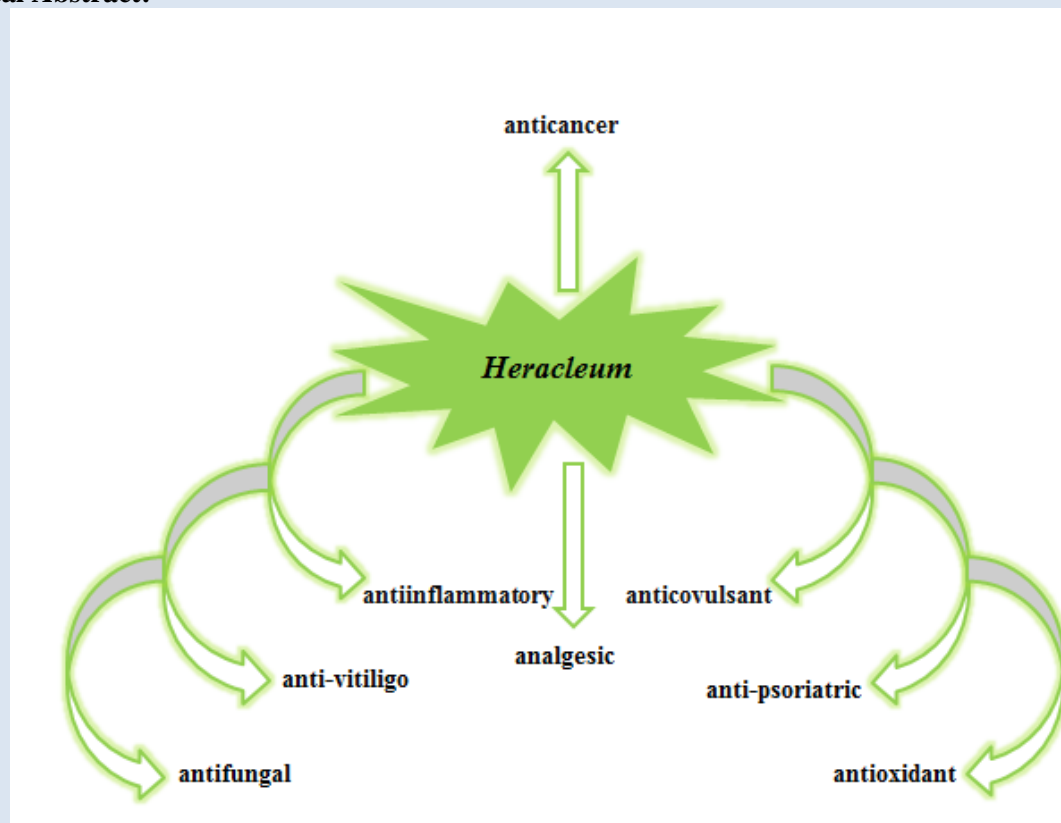 anticancer
Heracleum
antiinflammatory
anticovulsant
analgesic
anti-vitiligo
anti-psoriatric
antifungal
antioxidant